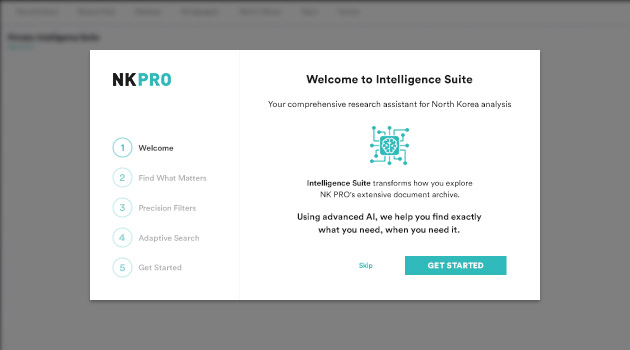 NKPRO
1 Welcome
2 Find What Matters
3 Precision Filters
4 Adaptive Search
5 Get Started
Welcome to Intelligence Suite
Your comprehensive research assistant for North Korea analysis
Intelligence Suite transforms how you explore
NK PRO's extensive document archive.
Using advanced AI, we help you find exactly
what you need, when you need it.
Skip
GET STARTED